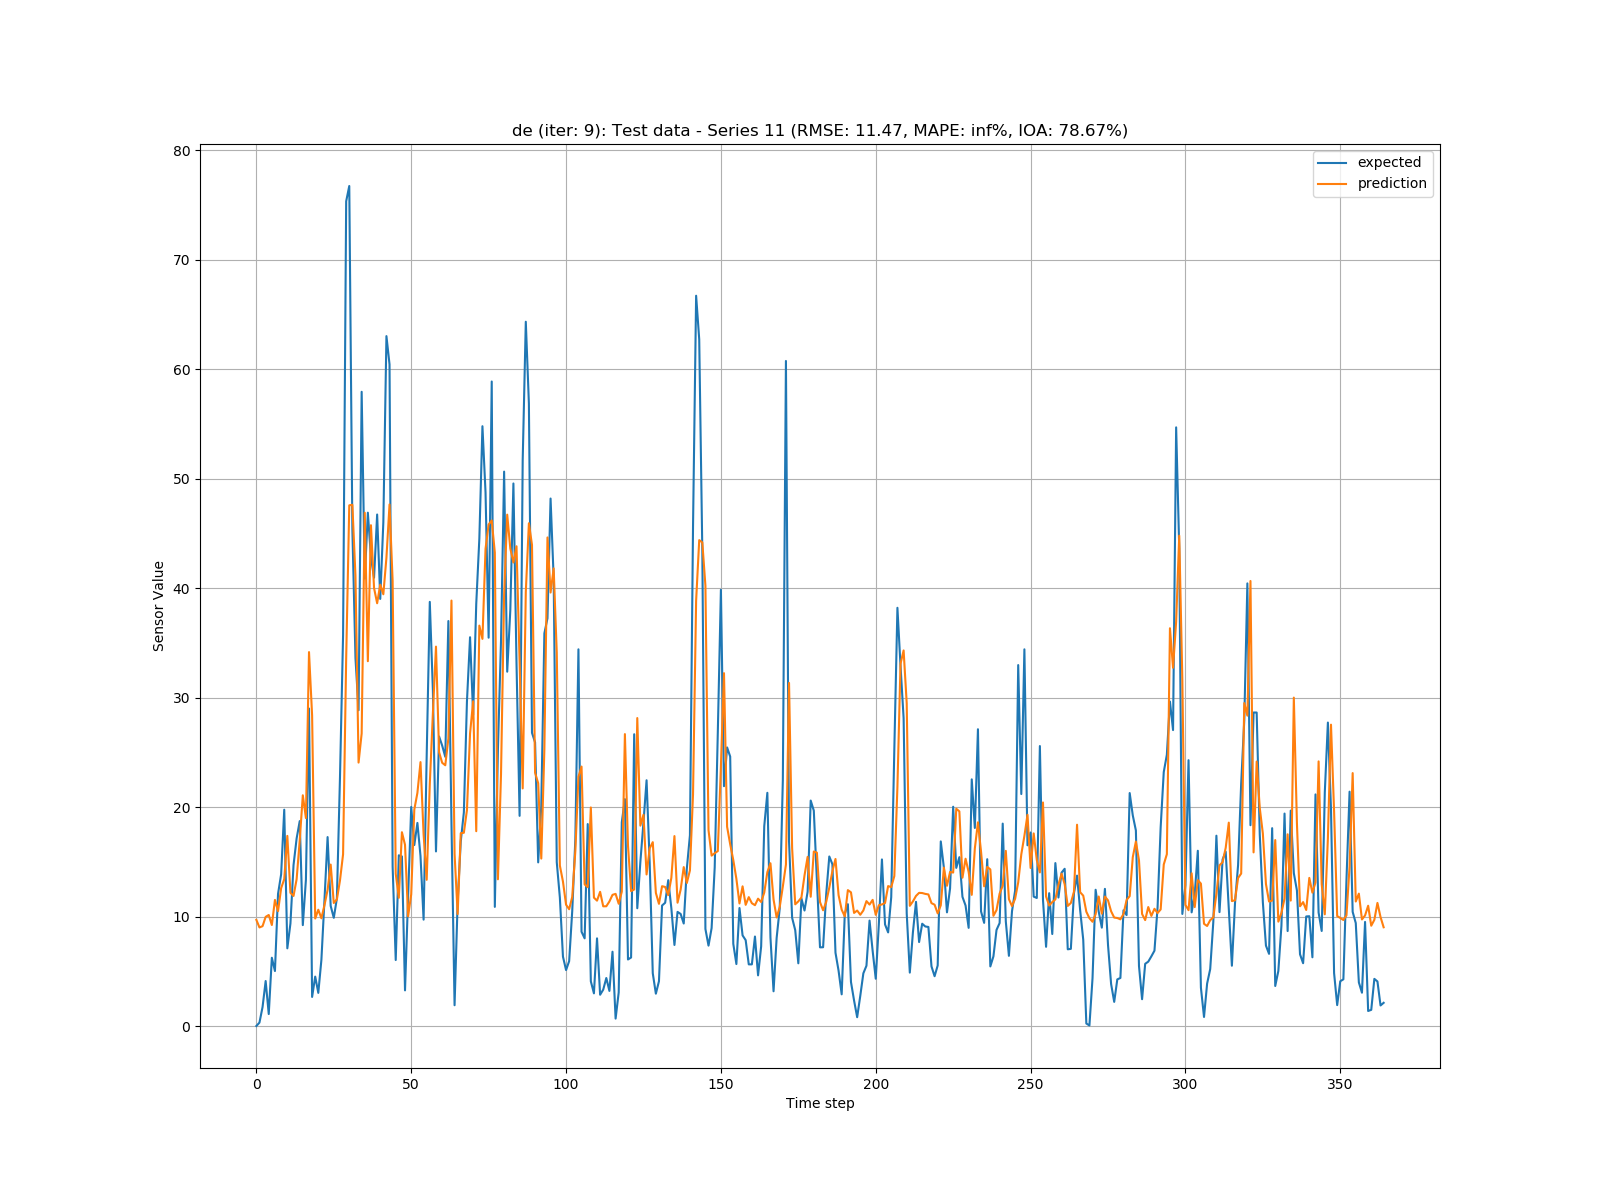 de (iter: 9): Test data - Series 11 (RMSE: 11.47, MAPE: inf%, IOA: 78.67%)
expected
prediction
80
70
60
50
40
30
20
10
0
Sensor Value
0 50 100 150 200 250 300 350
Time step